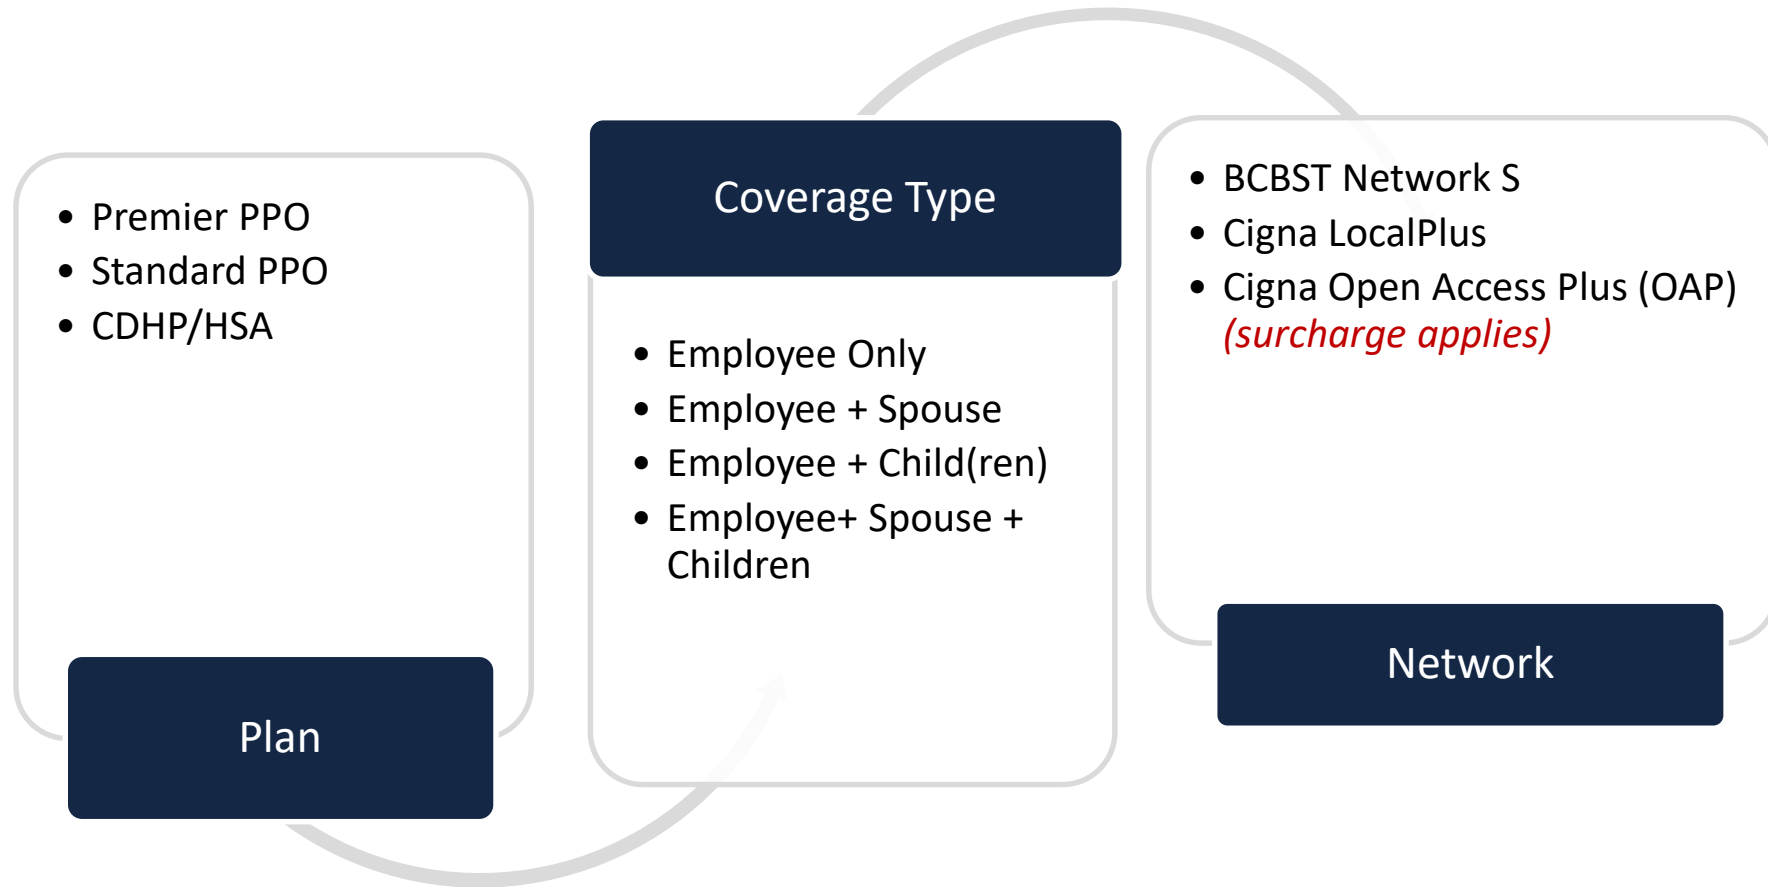 • Premier PPO
• Standard PPO
• CDHP/HSA
Plan
Coverage Type
• Employee Only
• Employee + Spouse
• Employee + Child(ren)
• Employee+ Spouse +
Children
• BCBST Network S
• Cigna LocalPlus
• Cigna Open Access Plus (OAP)
(surcharge applies)
Network